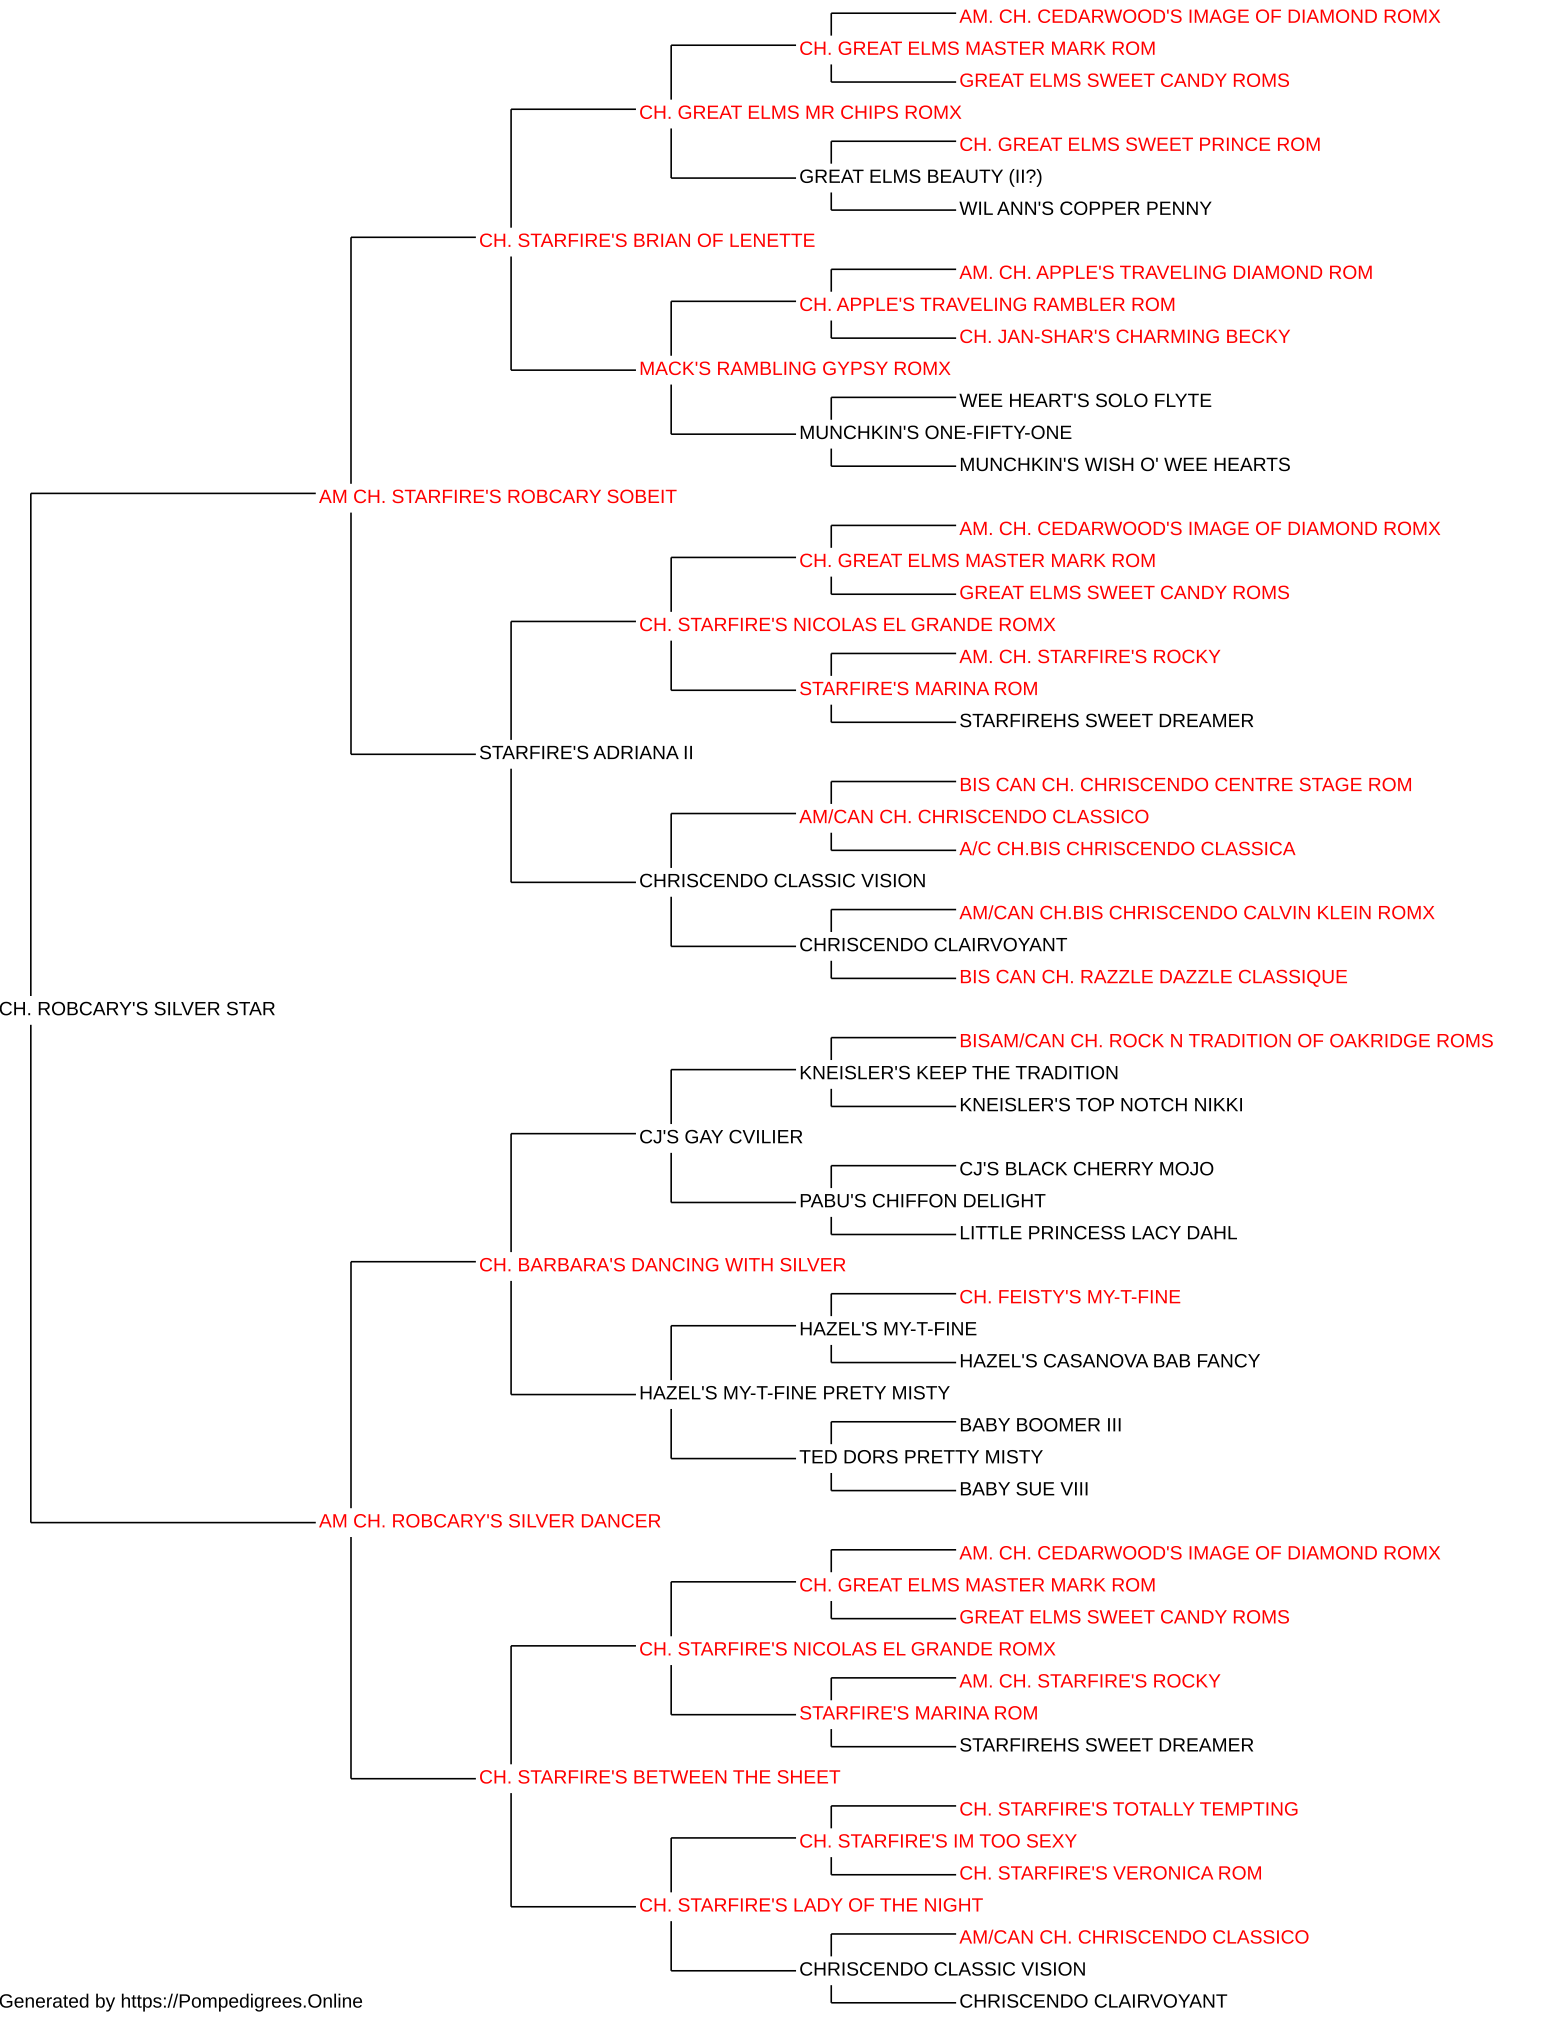 AM. CH. CEDARWOOD'S IMAGE OF DIAMOND ROMX
CH. GREAT ELMS MASTER MARK ROM
GREAT ELMS SWEET CANDY ROMS
CH. GREAT ELMS MR CHIPS ROMX
CH. GREAT ELMS SWEET PRINCE ROM
GREAT ELMS BEAUTY (II?)
WIL ANN'S COPPER PENNY
CH. STARFIRE'S BRIAN OF LENETTE
AM. CH. APPLE'S TRAVELING DIAMOND ROM
CH. APPLE'S TRAVELING RAMBLER ROM
CH. JAN-SHAR'S CHARMING BECKY
MACK'S RAMBLING GYPSY ROMX
WEE HEART'S SOLO FLYTE
MUNCHKIN'S ONE-FIFTY-ONE
MUNCHKIN'S WISH O' WEE HEARTS
AM CH. STARFIRE'S ROBCARY SOBEIT
AM. CH. CEDARWOOD'S IMAGE OF DIAMOND ROMX
CH. GREAT ELMS MASTER MARK ROM
GREAT ELMS SWEET CANDY ROMS
CH. STARFIRE'S NICOLAS EL GRANDE ROMX
AM. CH. STARFIRE'S ROCKY
STARFIRE'S MARINA ROM
STARFIREHS SWEET DREAMER
STARFIRE'S ADRIANA II
BIS CAN CH. CHRISCENDO CENTRE STAGE ROM
AM/CAN CH. CHRISCENDO CLASSICO
A/C CH.BIS CHRISCENDO CLASSICA
CHRISCENDO CLASSIC VISION
AM/CAN CH.BIS CHRISCENDO CALVIN KLEIN ROMX
CHRISCENDO CLAIRVOYANT
BIS CAN CH. RAZZLE DAZZLE CLASSIQUE
CH. ROBCARY'S SILVER STAR
BISAM/CAN CH. ROCK N TRADITION OF OAKRIDGE ROMS
KNEISLER'S KEEP THE TRADITION
KNEISLER'S TOP NOTCH NIKKI
CJ'S GAY CVILIER
CJ'S BLACK CHERRY MOJO
PABU'S CHIFFON DELIGHT
LITTLE PRINCESS LACY DAHL
CH. BARBARA'S DANCING WITH SILVER
CH. FEISTY'S MY-T-FINE
HAZEL'S MY-T-FINE
HAZEL'S CASANOVA BAB FANCY
HAZEL'S MY-T-FINE PRETY MISTY
BABY BOOMER III
TED DORS PRETTY MISTY
BABY SUE VIII
AM CH. ROBCARY'S SILVER DANCER
AM. CH. CEDARWOOD'S IMAGE OF DIAMOND ROMX
CH. GREAT ELMS MASTER MARK ROM
GREAT ELMS SWEET CANDY ROMS
CH. STARFIRE'S NICOLAS EL GRANDE ROMX
AM. CH. STARFIRE'S ROCKY
STARFIRE'S MARINA ROM
STARFIREHS SWEET DREAMER
CH. STARFIRE'S BETWEEN THE SHEET
CH. STARFIRE'S TOTALLY TEMPTING
CH. STARFIRE'S IM TOO SEXY
CH. STARFIRE'S VERONICA ROM
CH. STARFIRE'S LADY OF THE NIGHT
AM/CAN CH. CHRISCENDO CLASSICO
CHRISCENDO CLASSIC VISION
CHRISCENDO CLAIRVOYANT
Generated by https://Pompedigrees.Online